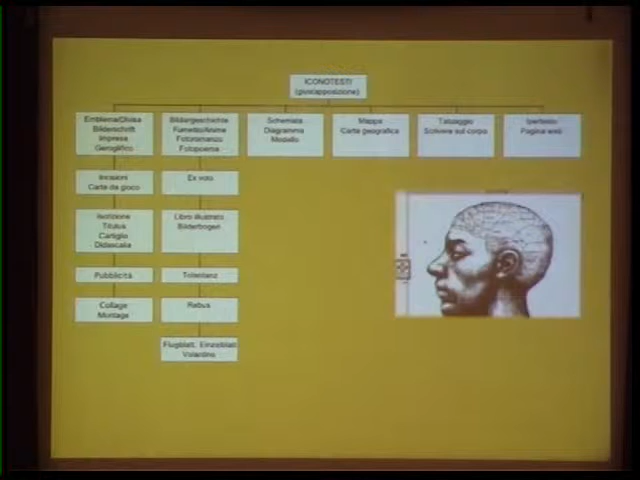 ICONOTESTI
(giustapposizione)
Emblema/Divisa
Bilderschrift
Impresa
Geroglifico
Bildergeschichte
Fumetto/Anime
Fotoromanzo
Fotopoema
Schemata
Diagramma
Modello
Mappa
Carta geografica
Tatuaggio
Scrivere sul corpo
Ipertesto
Pagina web
Incisioni
Carte da gioco
Ex voto
Iscrizione
Titulus
Cartiglio
Didascalia
Libro illustrato
Bilderbogen
Pubblicità
Totentanz
Collage
Montage
Rebus
Flugblatt, Einzelblatt
Volantino